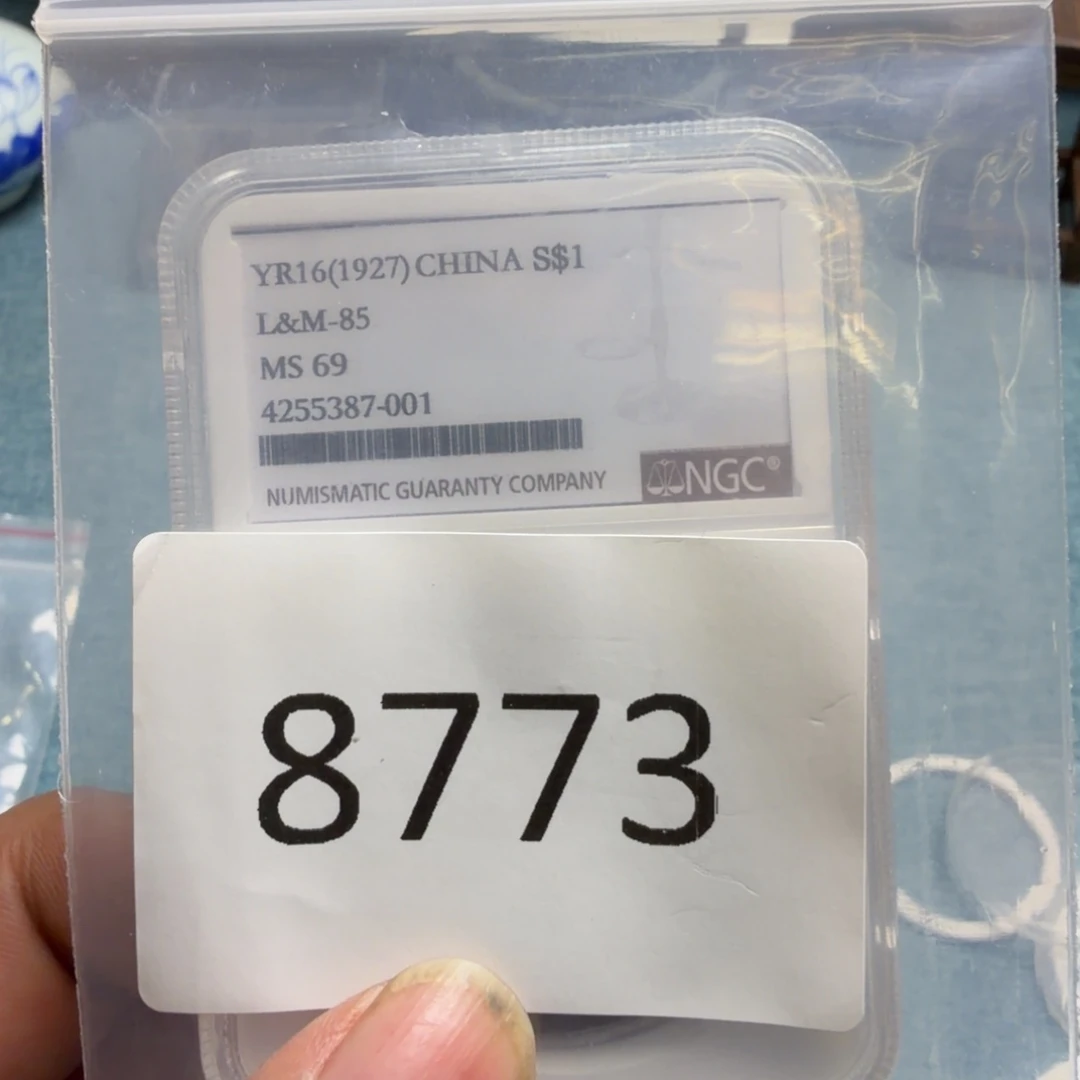 YR16(1927) CHINA S$1
L&M-85
MS 69
4255387-001
NUMISMATIC GUARANTY COMPANY
NGC®
8773